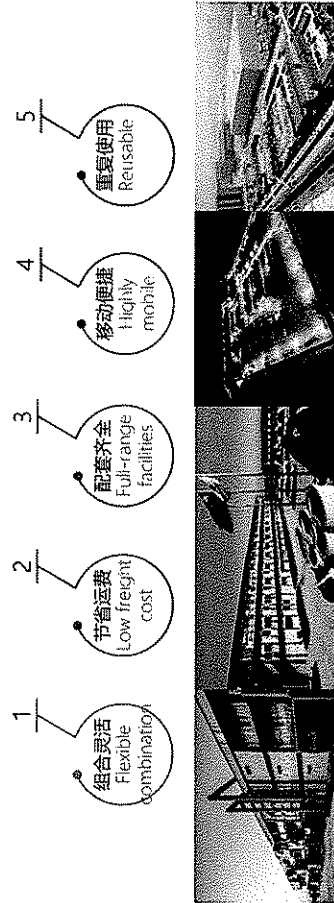 1
组合灵活
Flexible
combination
2
节省运费
Low freight
cost
3
配套齐全
Full-range
facilities
4
移动便捷
Highly
mobile
5
重复使用
Reusable